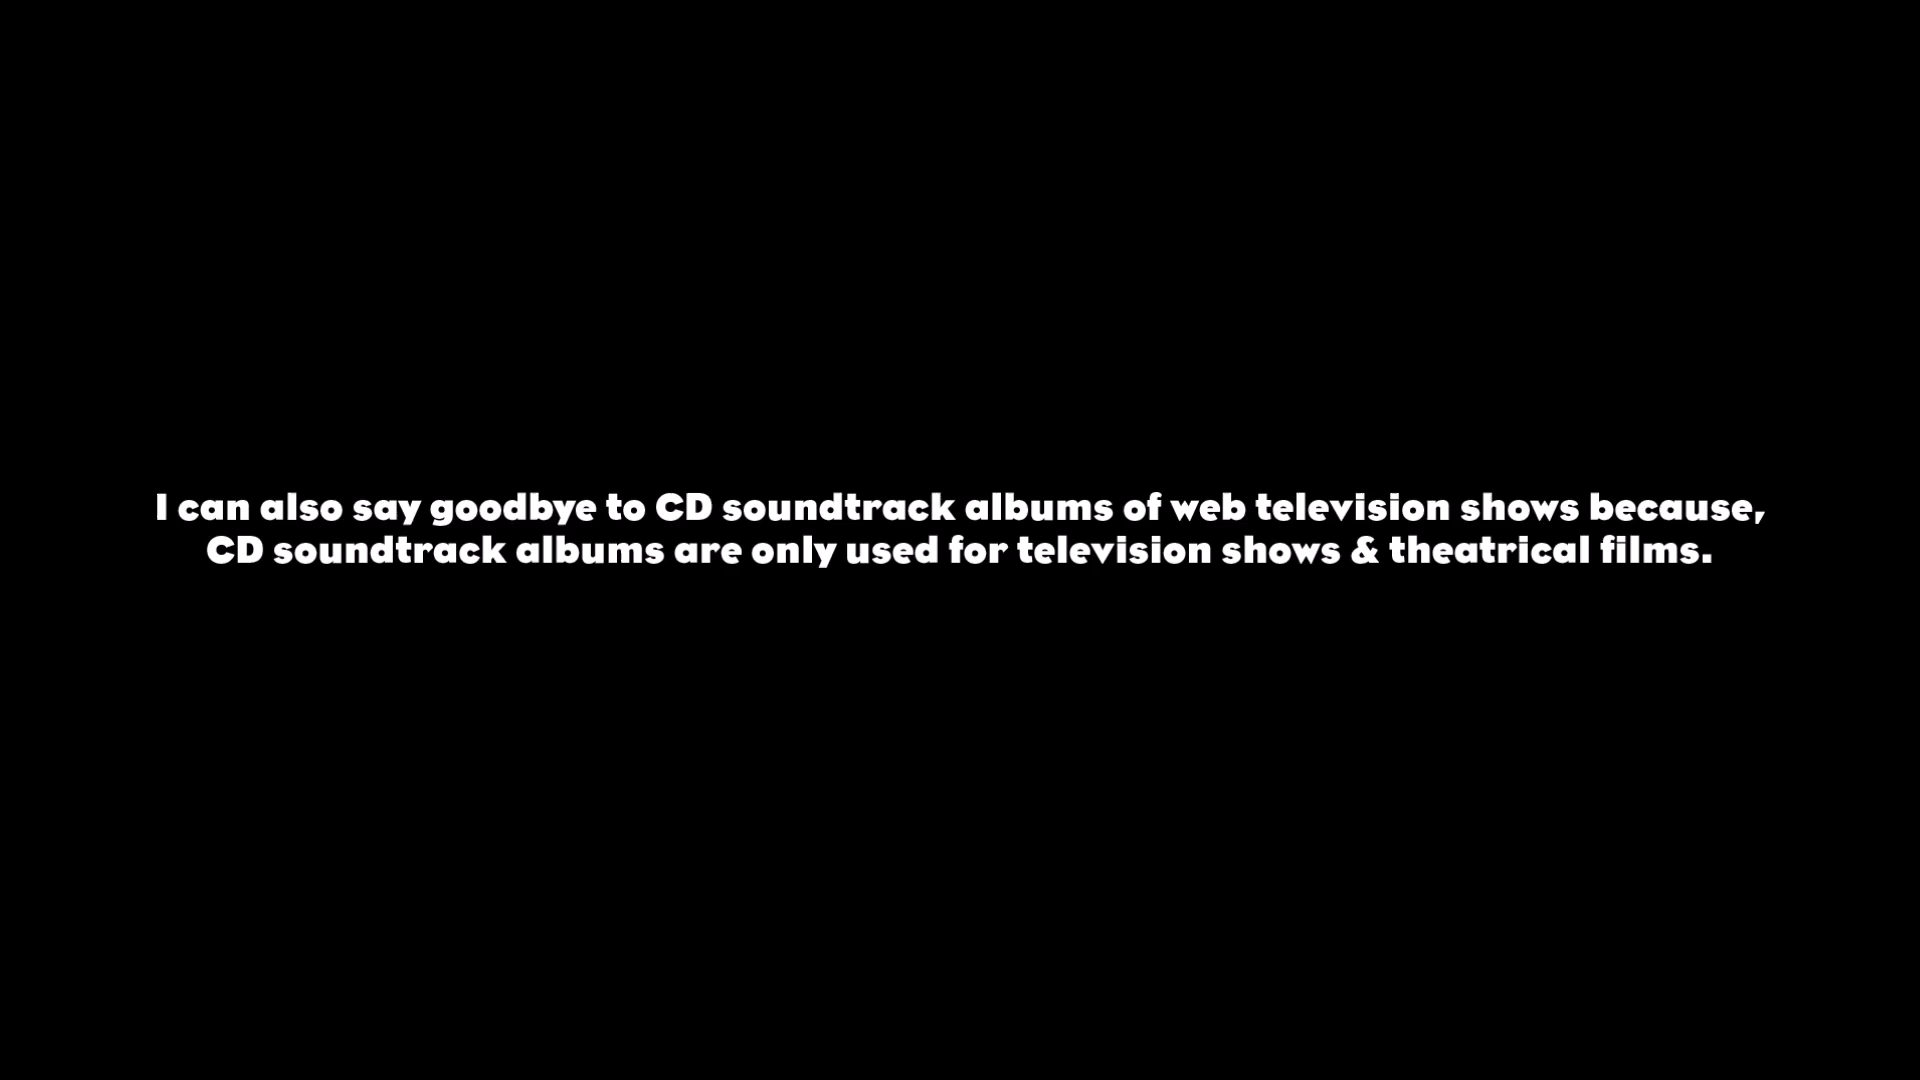 I can also say goodbye to CD soundtrack albums of web television shows because,
CD soundtrack albums are only used for television shows & theatrical films.